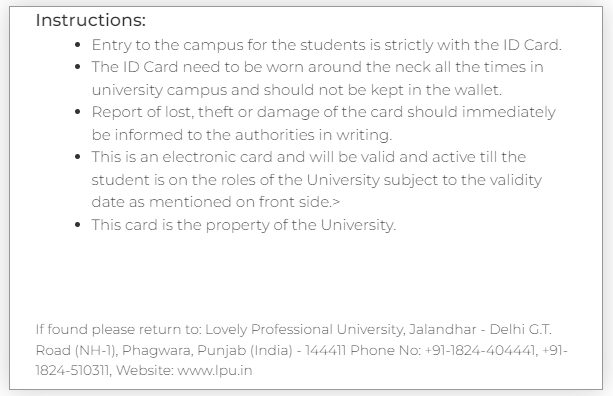 Instructions:
• Entry to the campus for the students is strictly with the ID Card.
• The ID Card need to be worn around the neck all the times in
university campus and should not be kept in the wallet.
• Report of lost, theft or damage of the card should immediately
be informed to the authorities in writing.
• This is an electronic card and will be valid and active till the
student is on the roles of the University subject to the validity
date as mentioned on front side.>
• This card is the property of the University.
If found please return to: Lovely Professional University, Jalandhar - Delhi G.T.
Road (NH-1), Phagwara, Punjab (India) - 144411 Phone No: +91-1824-404441, +91-
1824-510311, Website: www.lpu.in